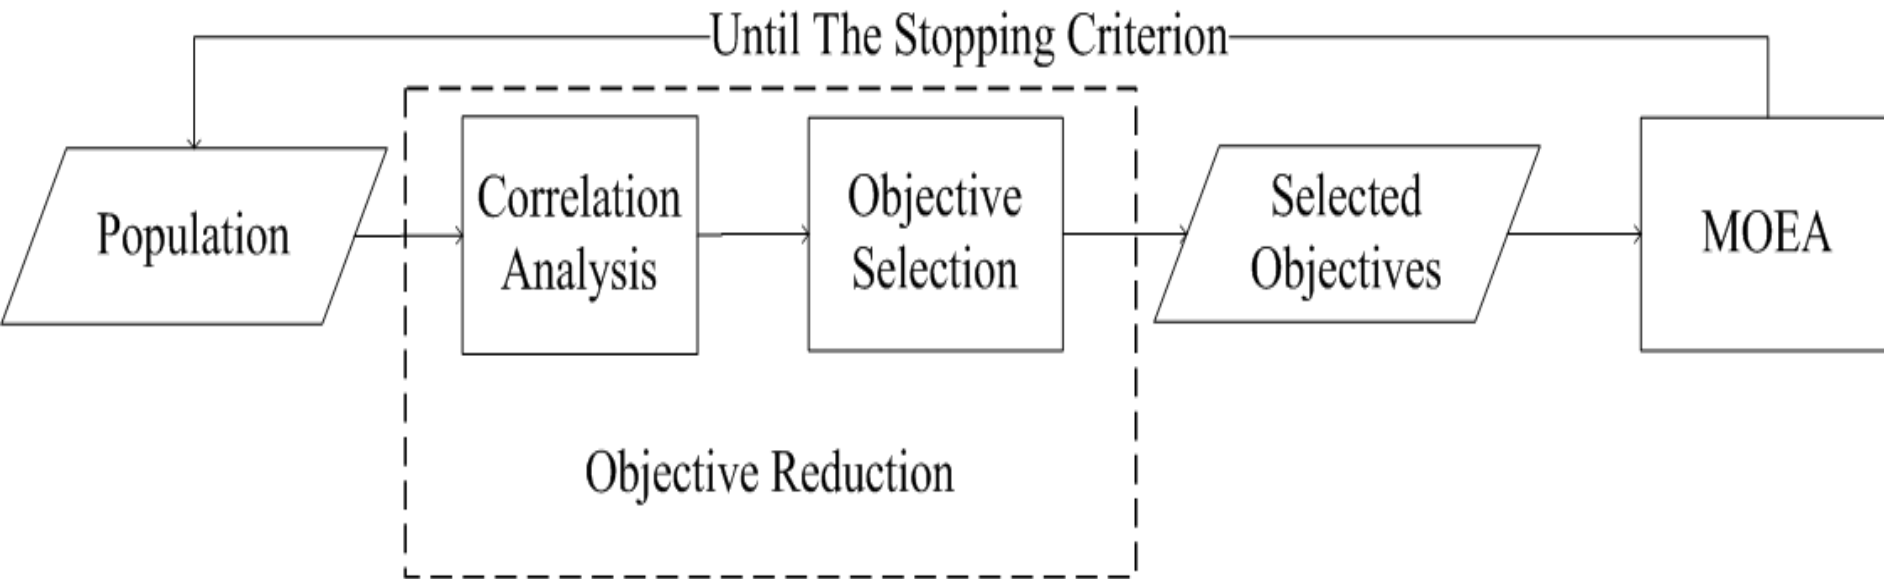 Until The Stopping Criterion
Population
Correlation
Analysis
Objective
Selection
Selected
Objectives
MOEA
Objective Reduction